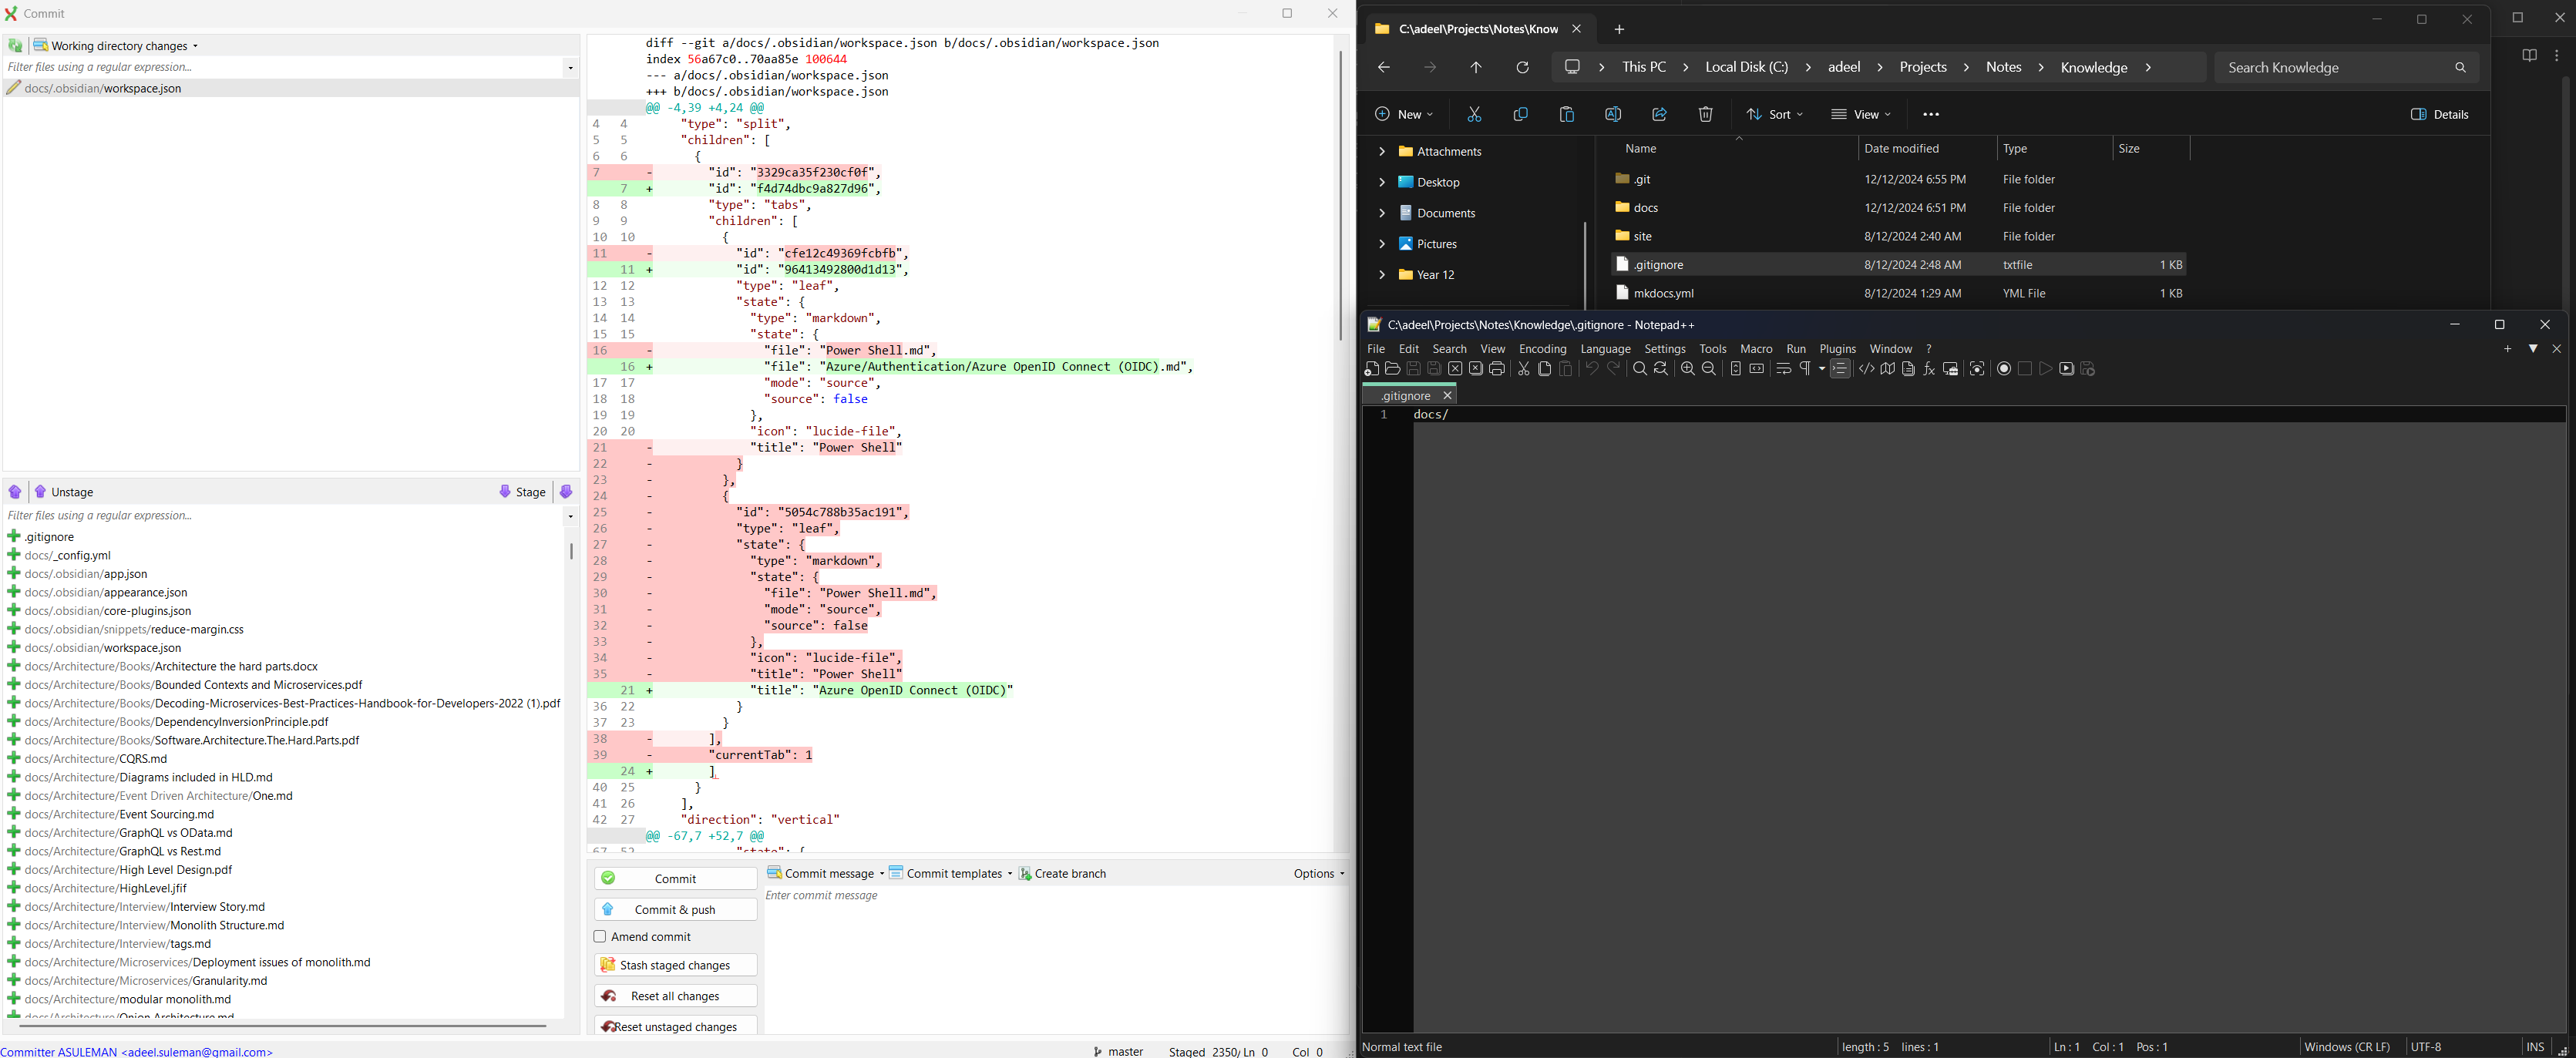 Commit
Working directory changes
Filter files using a regular expression...
docs/.obsidian/workspace.json
Unstage
Stage
Filter files using a regular expression...
.gitignore
docs/_config.yml
docs/.obsidian/app.json
docs/.obsidian/appearance.json
docs/.obsidian/core-plugins.json
docs/.obsidian/snippets/reduce-margin.css
docs/.obsidian/workspace.json
docs/Architecture/Books/Architecture the hard parts.docx
docs/Architecture/Books/Bounded Contexts and Microservices.pdf
docs/Architecture/Books/Decoding-Microservices-Best-Practices-Handbook-for-Developers-2022 (1).pdf
docs/Architecture/Books/DependencyInversionPrinciple.pdf
docs/Architecture/Books/Software.Architecture.The.Hard.Parts.pdf
docs/Architecture/CQRS.md
docs/Architecture/Diagrams included in HLD.md
docs/Architecture/Event Driven Architecture/One.md
docs/Architecture/Event Sourcing.md
docs/Architecture/GraphQL vs OData.md
docs/Architecture/GraphQL vs Rest.md
docs/Architecture/High Level Design.pdf
docs/Architecture/HighLevel.jfif
docs/Architecture/Interview/Interview Story.md
docs/Architecture/Interview/Monolith Structure.md
docs/Architecture/Interview/tags.md
docs/Architecture/Microservices/Deployment issues of monolith.md
docs/Architecture/Microservices/Granularity.md
docs/Architecture/modular monolith.md
docs/Architecture/Onion Architecture.md
Committer ASULEMAN <adeel.suleman@gmail.com>
diff --git a/docs/.obsidian/workspace.json b/docs/.obsidian/workspace.json
index 56a67c0..70aa85e 100644
--- a/docs/.obsidian/workspace.json
+++ b/docs/.obsidian/workspace.json
@@ -4,39 +4,24 @@
4 4 "type": "split",
5 5 "children": [
6 6 {
7 - "id": "3329ca35f230cf0f",
7 + "id": "f4d74dbc9a827d96",
8 8 "type": "tabs",
9 9 "children": [
10 10 {
11 - "id": "cfe12c49369fcbfb",
11 + "id": "96413492800d1d13",
12 12 "type": "leaf",
13 13 "state": {
14 14 "type": "markdown",
15 15 "state": {
16 - "file": "Power Shell.md",
16 + "file": "Azure/Authentication/Azure OpenID Connect (OIDC).md",
17 17 "mode": "source",
18 18 "source": false
19 19 },
20 20 "icon": "lucide-file",
21 - "title": "Power Shell"
22 - }
23 - },
24 - {
25 - "id": "5054c788b35ac191",
26 - "type": "leaf",
27 - "state": {
28 - "type": "markdown",
29 - "state": {
30 - "file": "Power Shell.md",
31 - "mode": "source",
32 - "source": false
33 - },
34 - "icon": "lucide-file",
35 - "title": "Power Shell"
21 + "title": "Azure OpenID Connect (OIDC)"
36 22 }
37 23 }
38 - ],
39 - "currentTab": 1
24 + ]
40 25 }
41 26 ],
42 27 "direction": "vertical"
@@ -67,7 +52,7 @@
67 52 "state": {
Commit
Commit & push
Amend commit
Stash staged changes
Reset all changes
Reset unstaged changes
Commit message
Commit templates
Create branch
Options
Enter commit message
master
Staged 2350/ Ln 0 Col 0
C:\adeel\Projects\Notes\Know
This PC > Local Disk (C:) > adeel > Projects > Notes > Knowledge >
Search Knowledge
New
Sort
View
Details
Attachments
Desktop
Documents
Pictures
Year 12
Name Date modified Type Size
.git 12/12/2024 6:55 PM File folder
docs 12/12/2024 6:51 PM File folder
site 8/12/2024 2:40 AM File folder
.gitignore 8/12/2024 2:48 AM txtfile 1 KB
mkdocs.yml 8/12/2024 1:29 AM YML File 1 KB
C:\adeel\Projects\Notes\Knowledge\.gitignore - Notepad++
File Edit Search View Encoding Language Settings Tools Macro Run Plugins Window ?
.gitignore
1 docs/
Normal text file
length : 5 lines : 1
Ln : 1 Col : 1 Pos : 1
Windows (CR LF)
UTF-8
INS